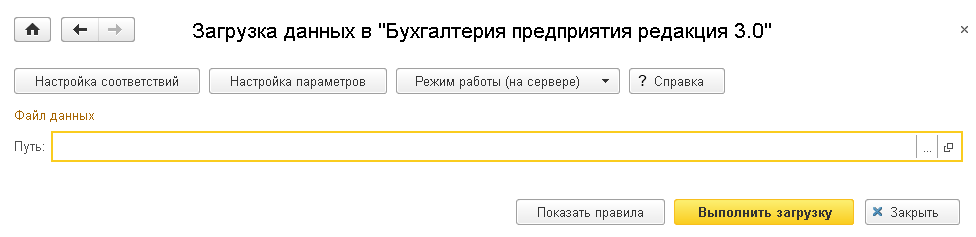 Загрузка данных в "Бухгалтерия предприятия редакция 3.0"
Настройка соответствий Настройка параметров Режим работы (на сервере) ? Справка
Файл данных
Путь: ...
Показать правила Выполнить загрузку Закрыть